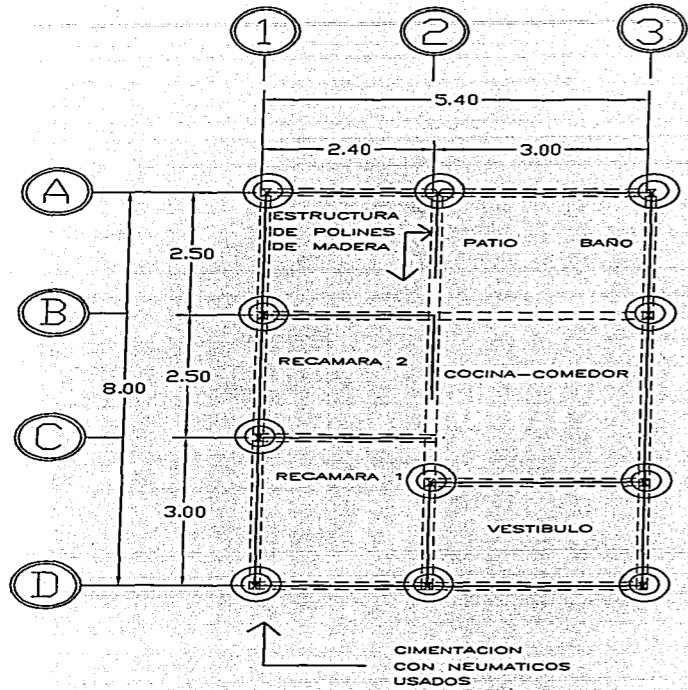 1 2 3
5.40
2.40 3.00
A
ESTRUCTURA
DE POLINES
DE MADERA
PATIO BAÑO
2.50
B
RECAMARA 2
COCINA-COMEDOR
8.00
2.50
C
RECAMARA 1
3.00
VESTIBULO
D
CIMENTACION
CON NEUMATICOS
USADOS